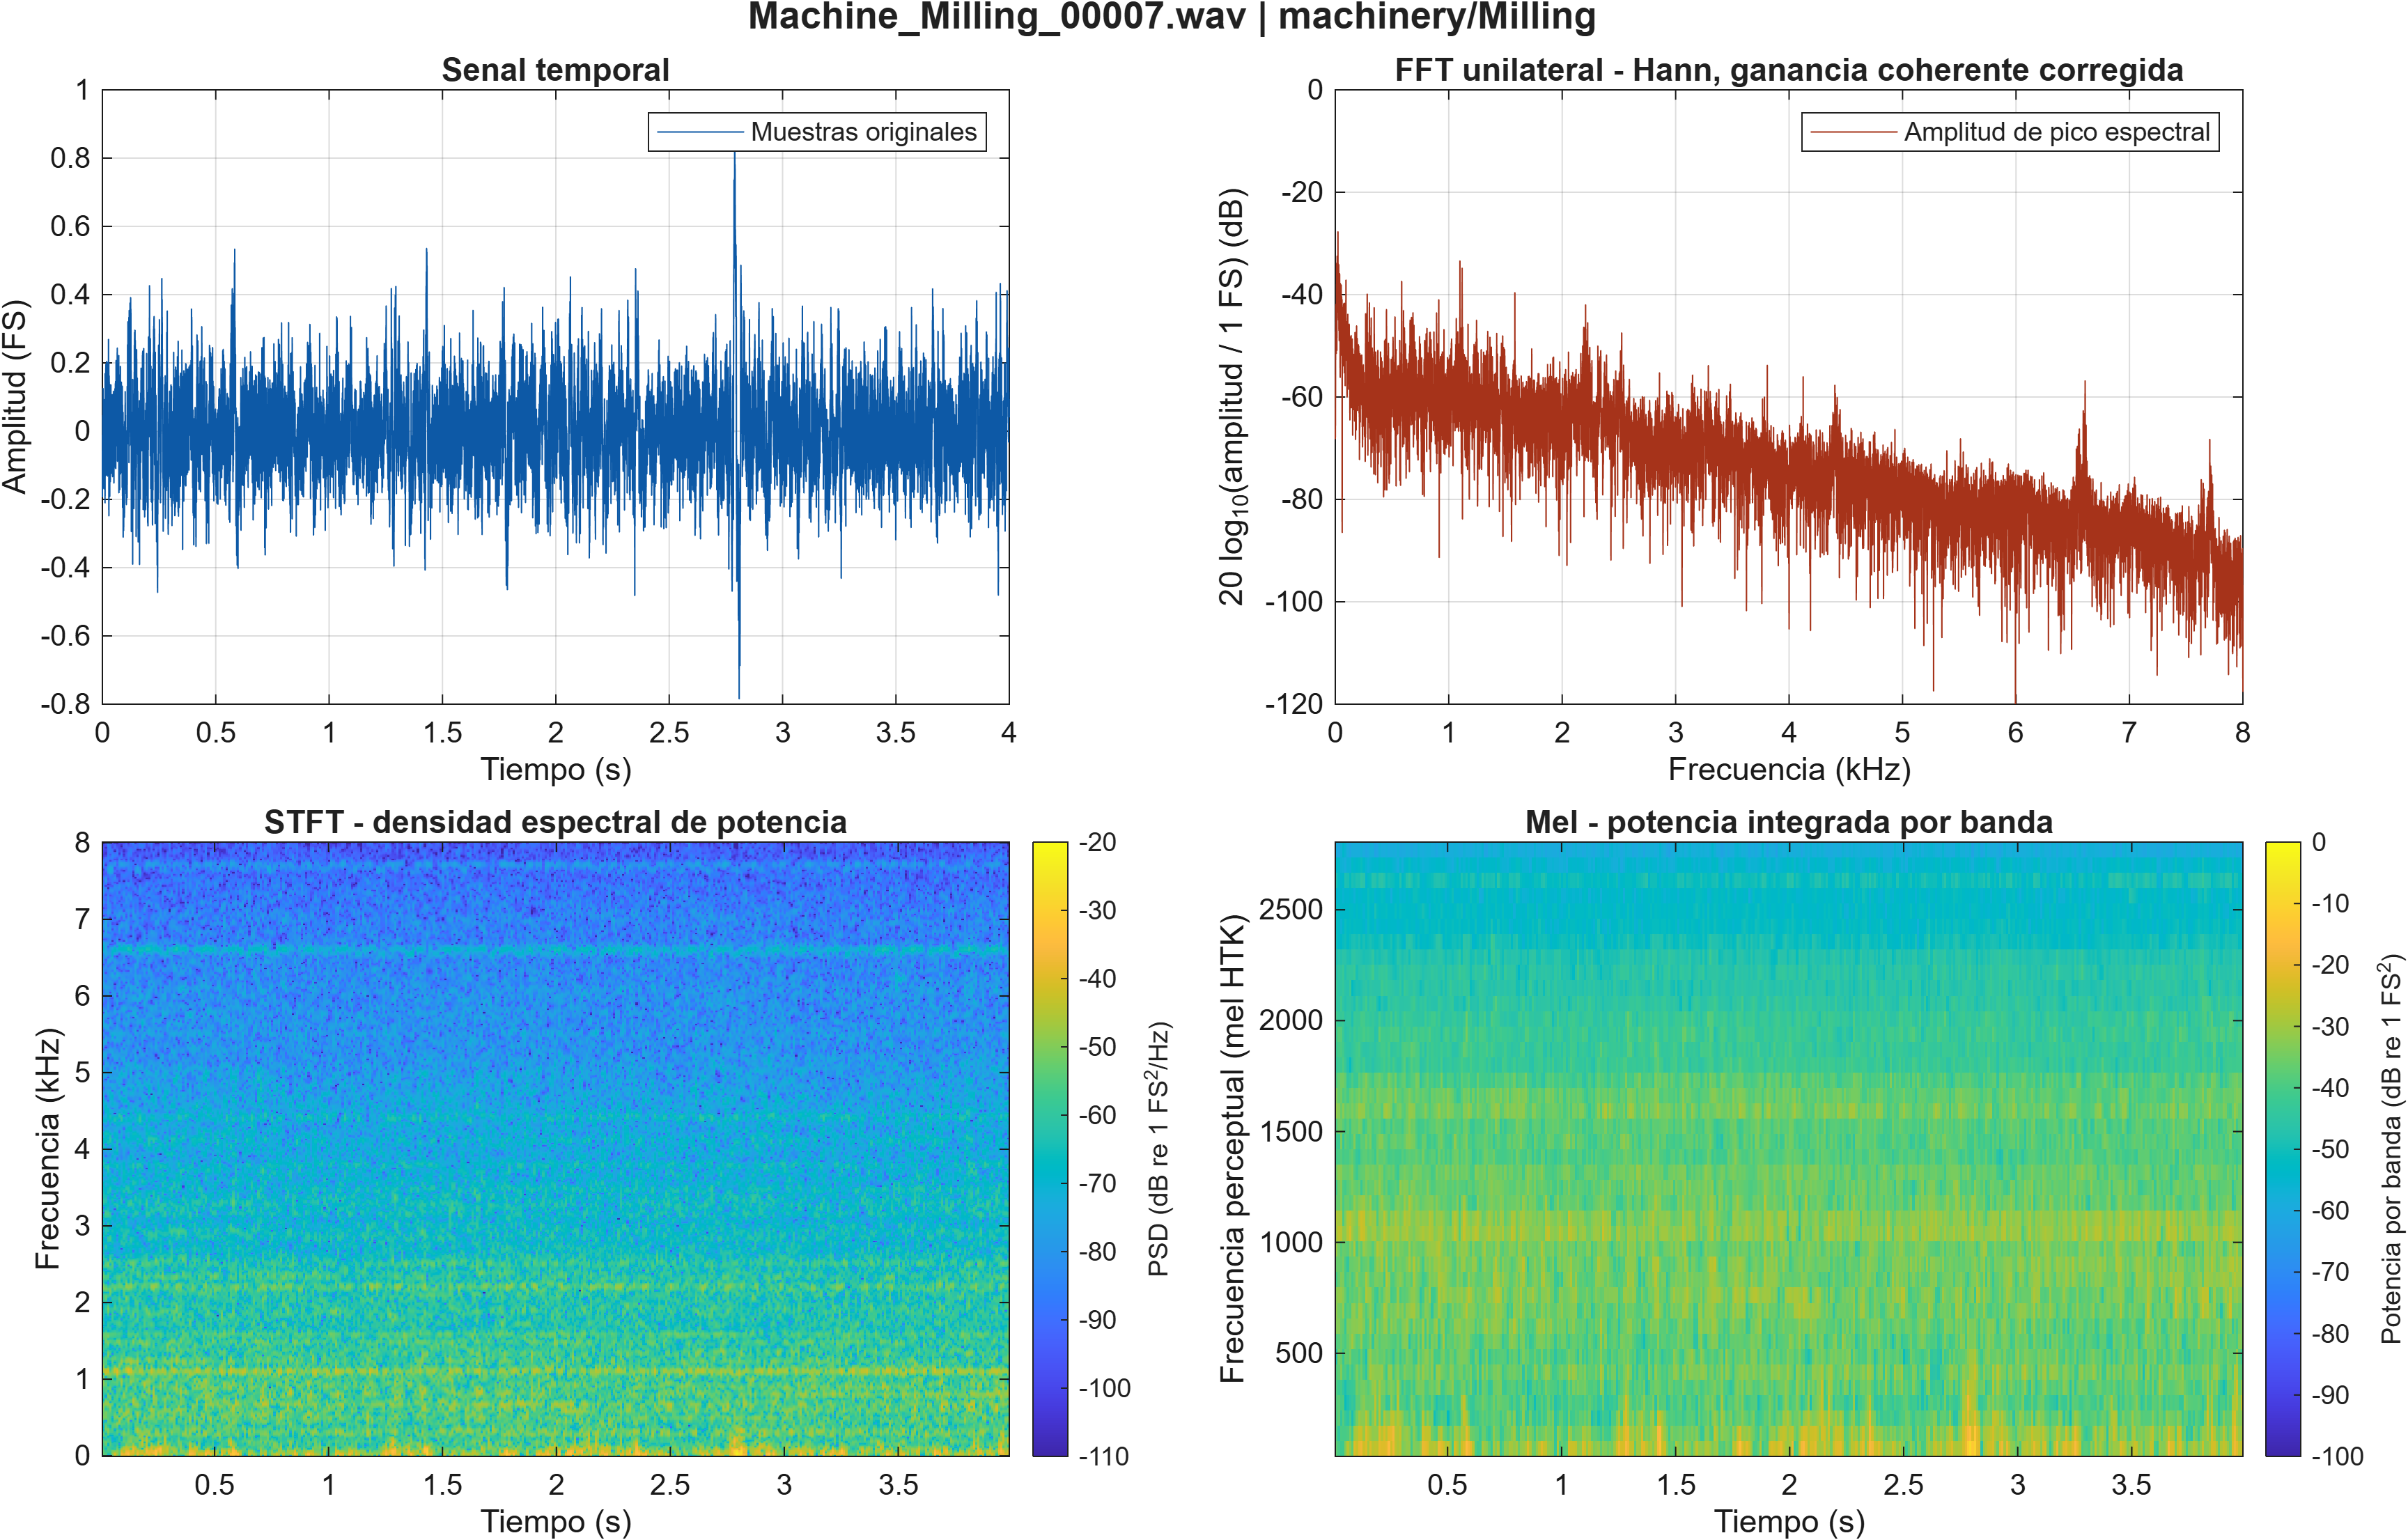 Machine_Milling_00007.wav | machinery/Milling
Senal temporal
Muestras originales
Amplitud (FS)
1
0.8
0.6
0.4
0.2
0
-0.2
-0.4
-0.6
-0.8
0 0.5 1 1.5 2 2.5 3 3.5 4
Tiempo (s)
FFT unilateral - Hann, ganancia coherente corregida
Amplitud de pico espectral
20 log10(amplitud / 1 FS) (dB)
0
-20
-40
-60
-80
-100
-120
0 1 2 3 4 5 6 7 8
Frecuencia (kHz)
STFT - densidad espectral de potencia
Frecuencia (kHz)
8
7
6
5
4
3
2
1
0
0.5 1 1.5 2 2.5 3 3.5
Tiempo (s)
-20
-30
-40
-50
-60
-70
-80
-90
-100
-110
PSD (dB re 1 FS²/Hz)
Mel - potencia integrada por banda
Frecuencia perceptual (mel HTK)
2500
2000
1500
1000
500
0.5 1 1.5 2 2.5 3 3.5
Tiempo (s)
0
-10
-20
-30
-40
-50
-60
-70
-80
-90
-100
Potencia por banda (dB re 1 FS²)